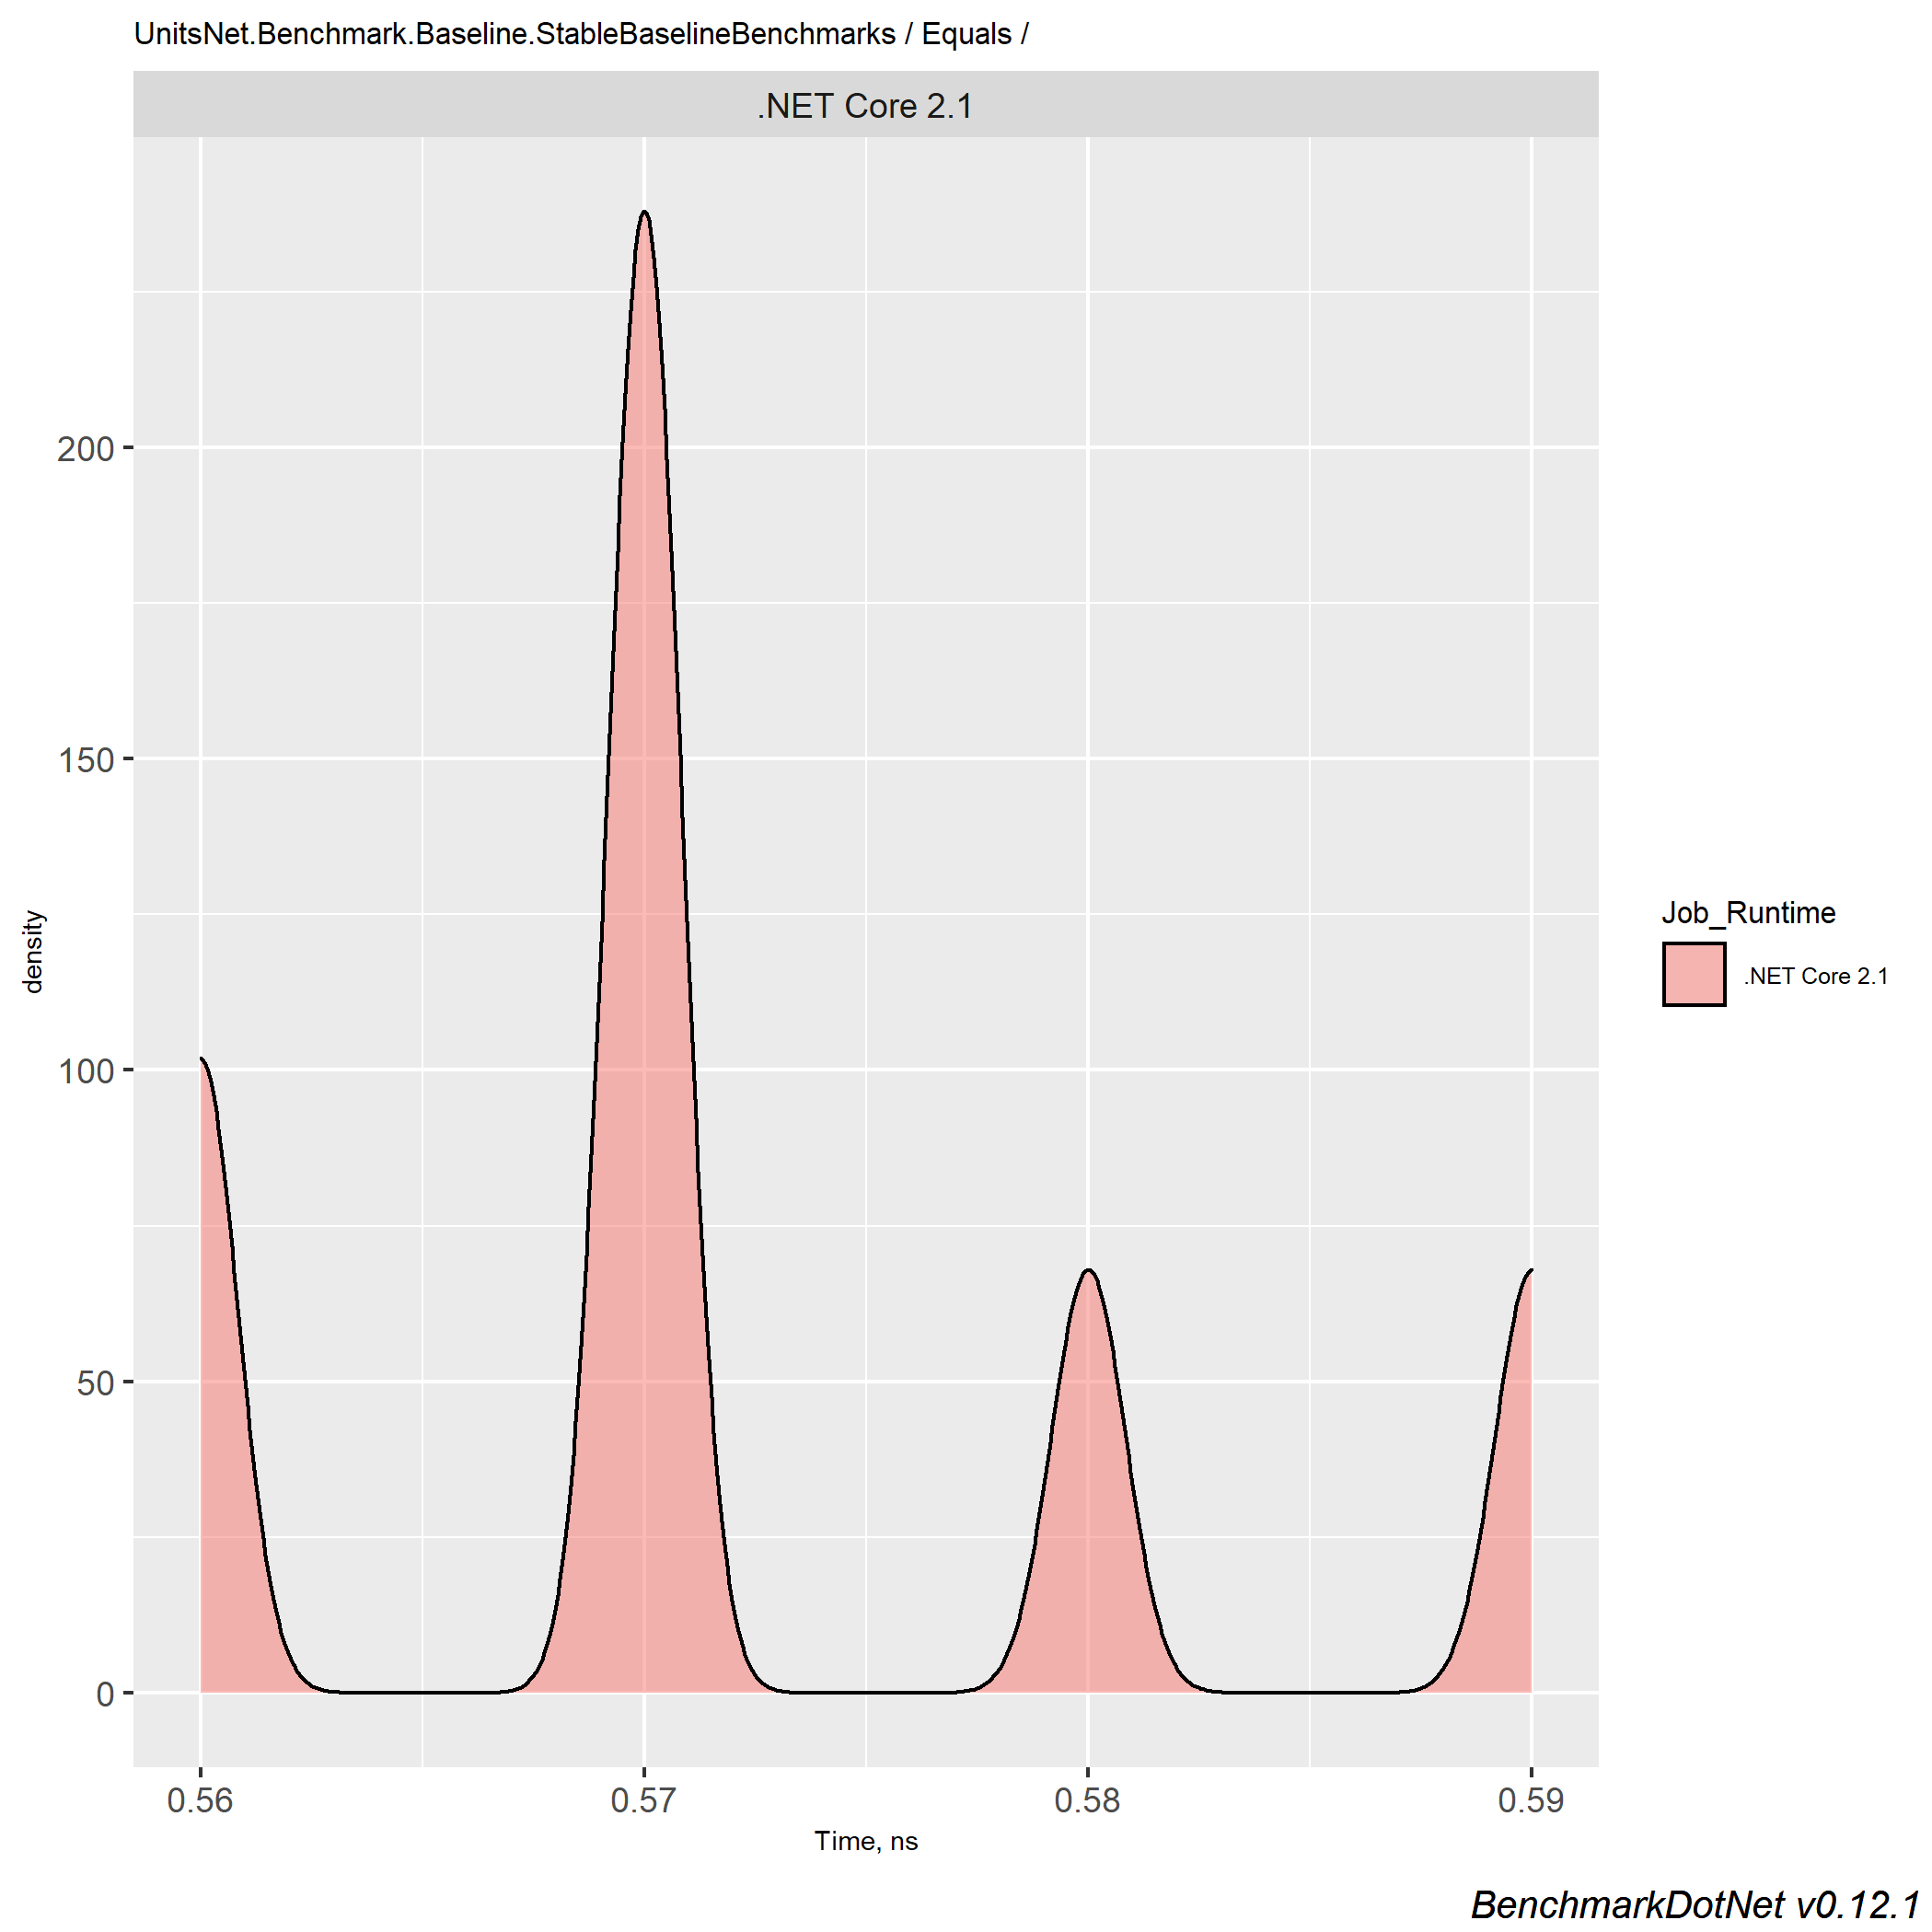 UnitsNet.Benchmark.Baseline.StableBaselineBenchmarks / Equals /
.NET Core 2.1
200
150
100
50
0
density
0.56 0.57 0.58 0.59
Time, ns
Job_Runtime
.NET Core 2.1
BenchmarkDotNet v0.12.1